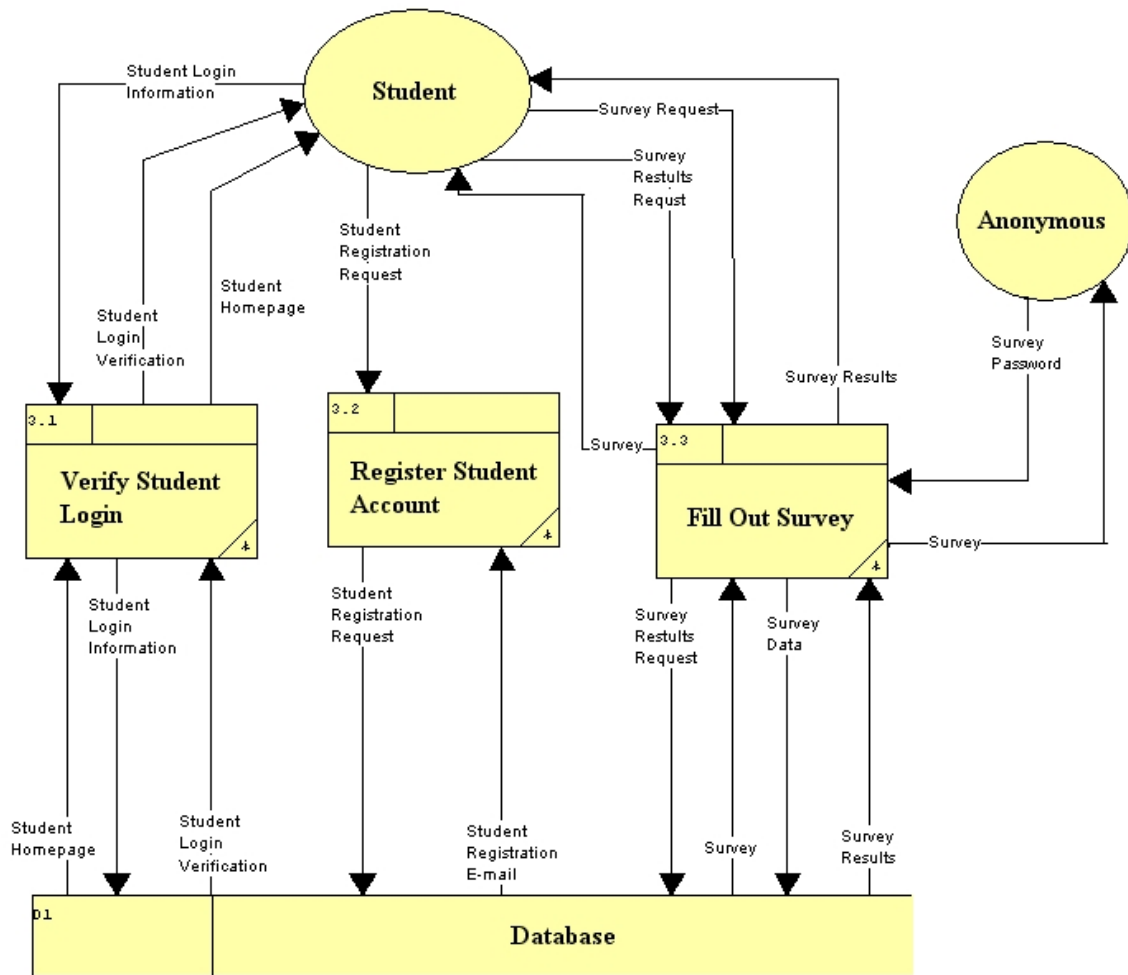 Student Login
Information
Student
Survey Request
Survey
Restults
Requst
Anonymous
Student
Registration
Request
Student
Homepage
Student
Login
Verification
Survey
Password
Survey Results
3.1
Verify Student
Login
3.2
Register Student
Account
Survey
3.3
Fill Out Survey
Survey
Student
Login
Information
Student
Registration
Request
Survey
Restults
Request
Survey
Data
Student
Homepage
Student
Login
Verification
Student
Registration
E-mail
Survey
Survey
Results
D1
Database